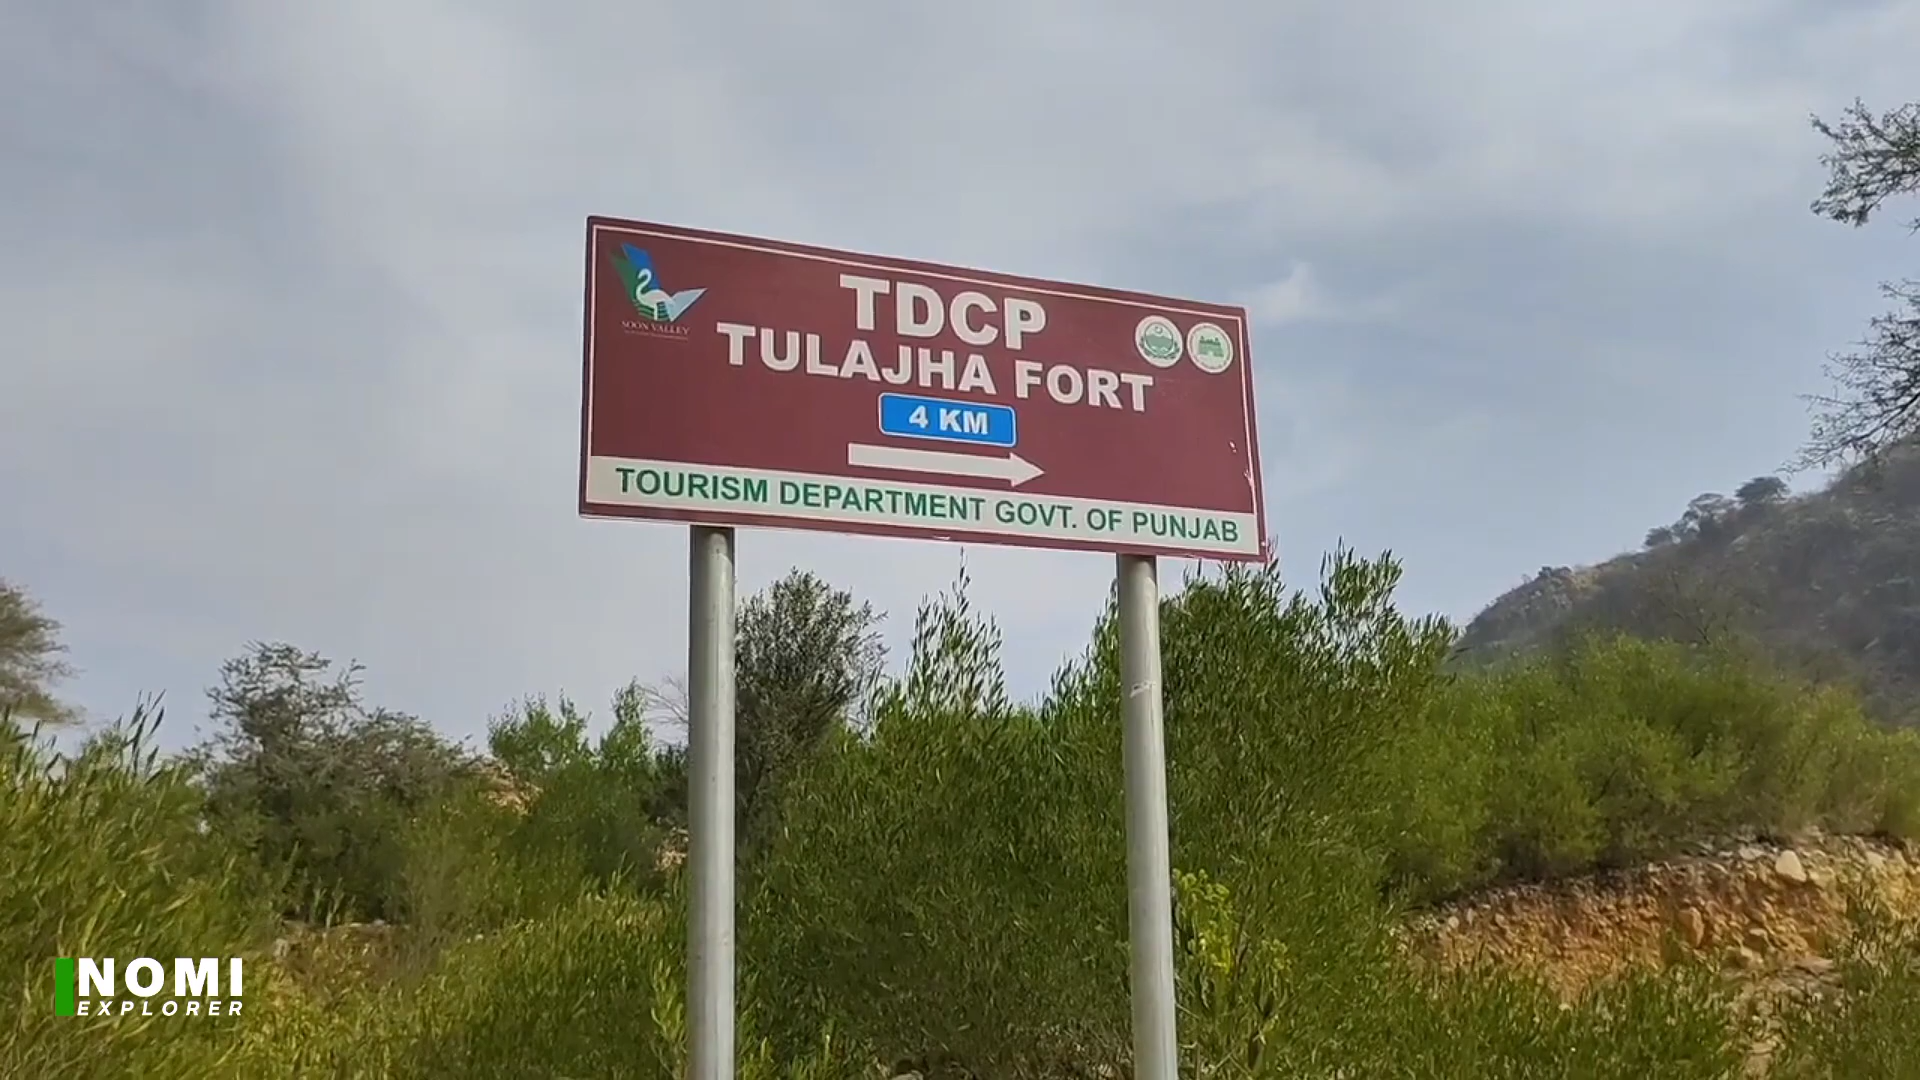 SOON VALLEY
TDCP
TULAJHA FORT
4 KM
TOURISM DEPARTMENT GOVT. OF PUNJAB
NOMI
EXPLORER